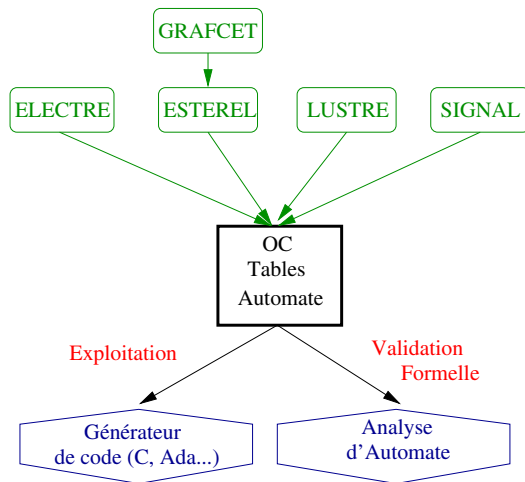 GRAFCET
ELECTRE
ESTEREL
LUSTRE
SIGNAL
OC
Tables
Automate
Exploitation
Validation
Formelle
Générateur
de code (C, Ada...)
Analyse
d'Automate